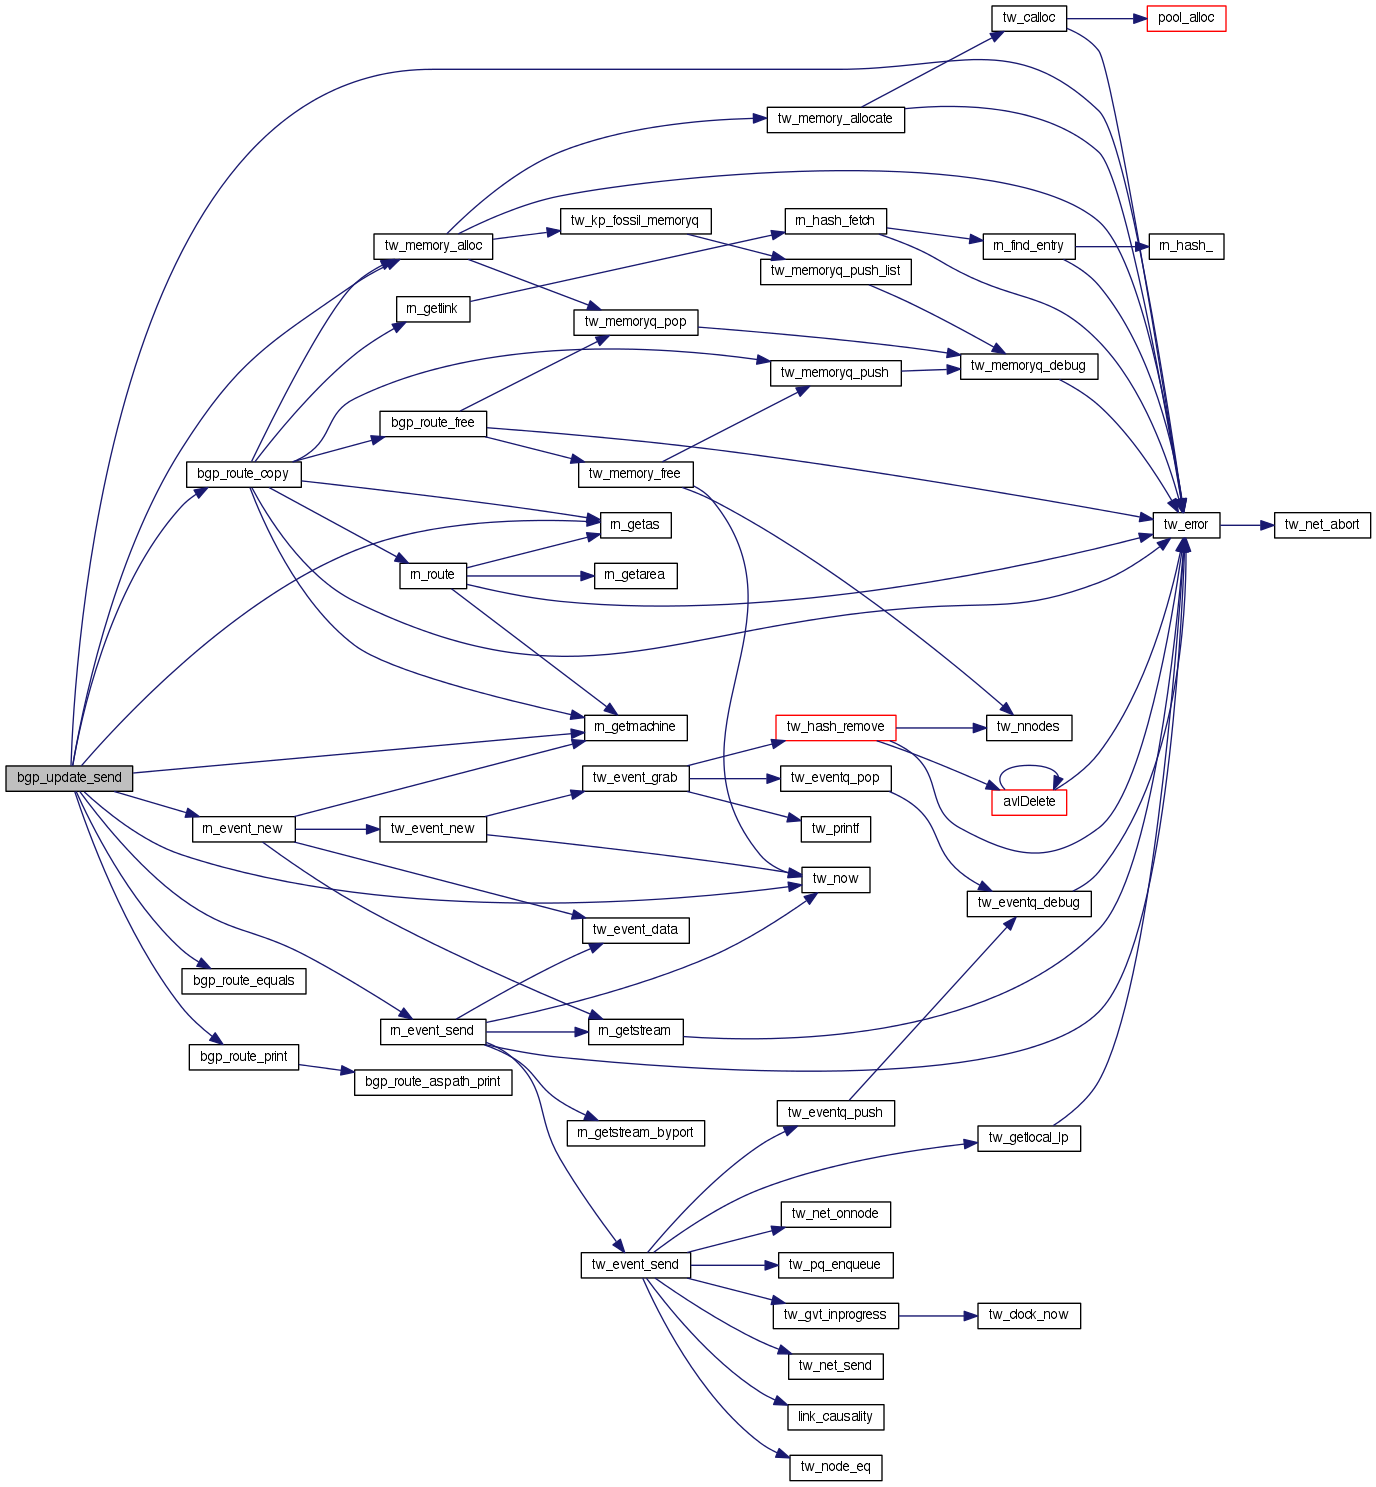 tw_calloc
pool_alloc
tw_memory_allocate
tw_kp_fossil_memoryq
rn_hash_fetch
tw_memory_alloc
rn_find_entry
rn_hash_
tw_memoryq_push_list
rn_getlink
tw_memoryq_pop
tw_memoryq_push
tw_memoryq_debug
bgp_route_free
bgp_route_copy
tw_memory_free
rn_getas
tw_error
tw_net_abort
rn_route
rn_getarea
rn_getmachine
tw_hash_remove
tw_nnodes
bgp_update_send
tw_event_grab
tw_eventq_pop
avlDelete
rn_event_new
tw_event_new
tw_printf
tw_now
tw_eventq_debug
tw_event_data
bgp_route_equals
rn_event_send
rn_getstream
bgp_route_print
bgp_route_aspath_print
tw_eventq_push
rn_getstream_byport
tw_getlocal_lp
tw_net_onnode
tw_event_send
tw_pq_enqueue
tw_gvt_inprogress
tw_clock_now
tw_net_send
link_causality
tw_node_eq